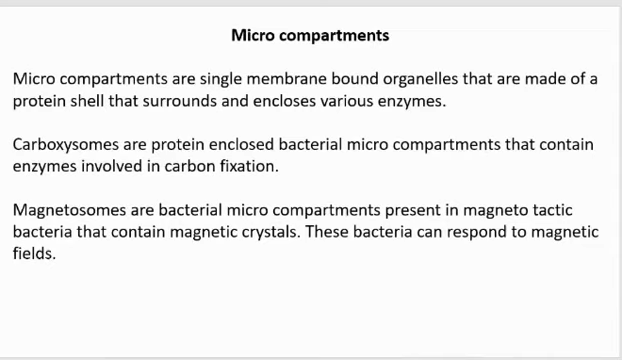 Micro compartments
Micro compartments are single membrane bound organelles that are made of a
protein shell that surrounds and encloses various enzymes.
Carboxysomes are protein enclosed bacterial micro compartments that contain
enzymes involved in carbon fixation.
Magnetosomes are bacterial micro compartments present in magneto tactic
bacteria that contain magnetic crystals. These bacteria can respond to magnetic
fields.